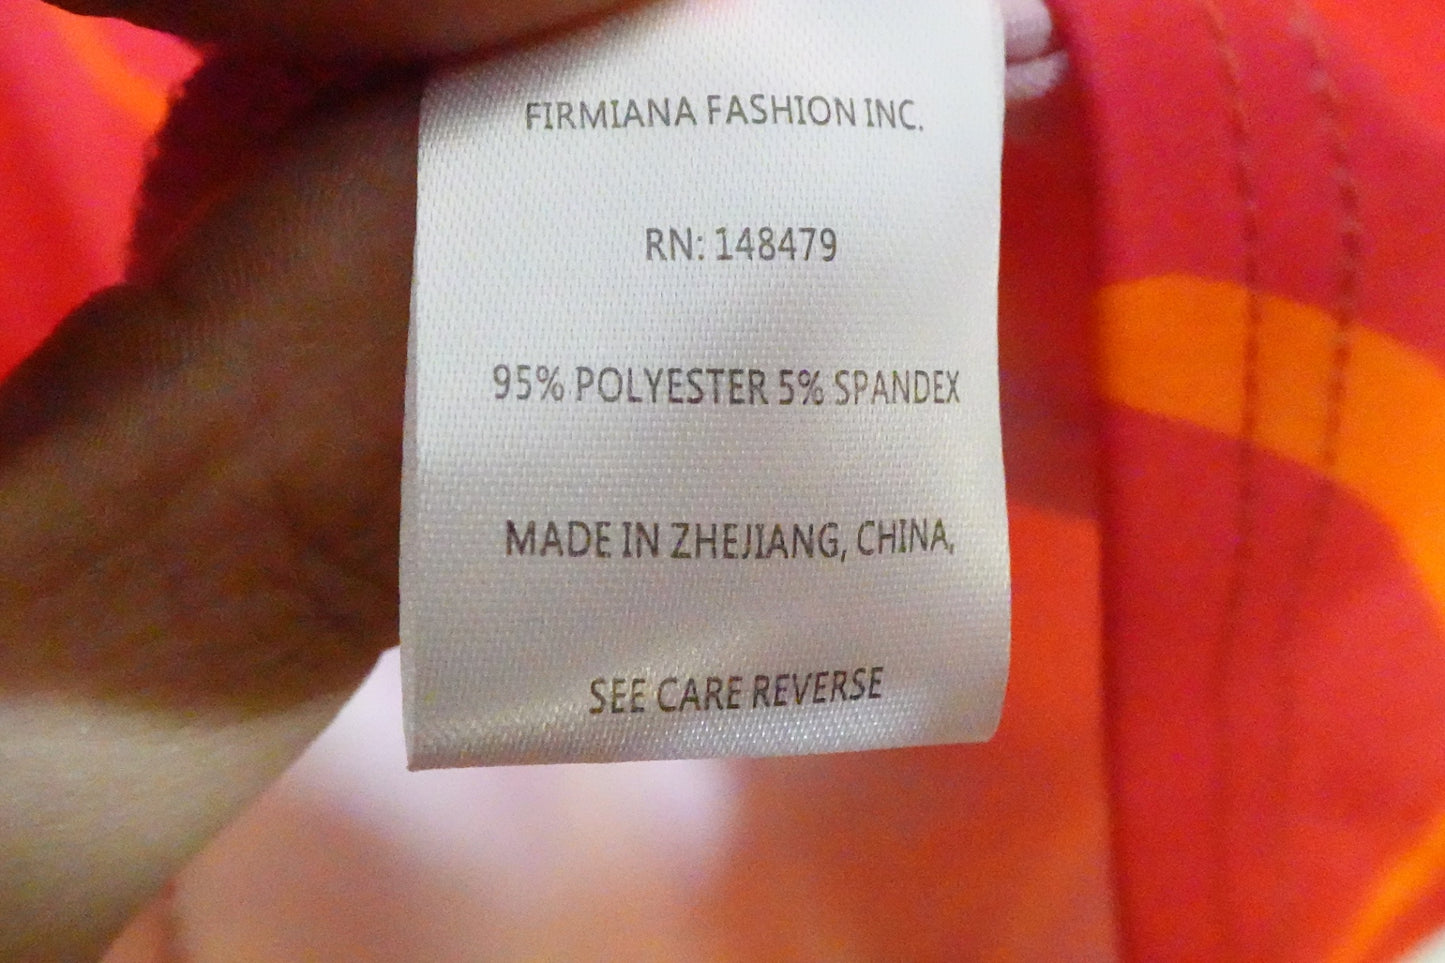 FIRMIANA FASHION INC.
RN: 148479
95% POLYESTER 5% SPANDEX
MADE IN ZHEJIANG, CHINA,
SEE CARE REVERSE